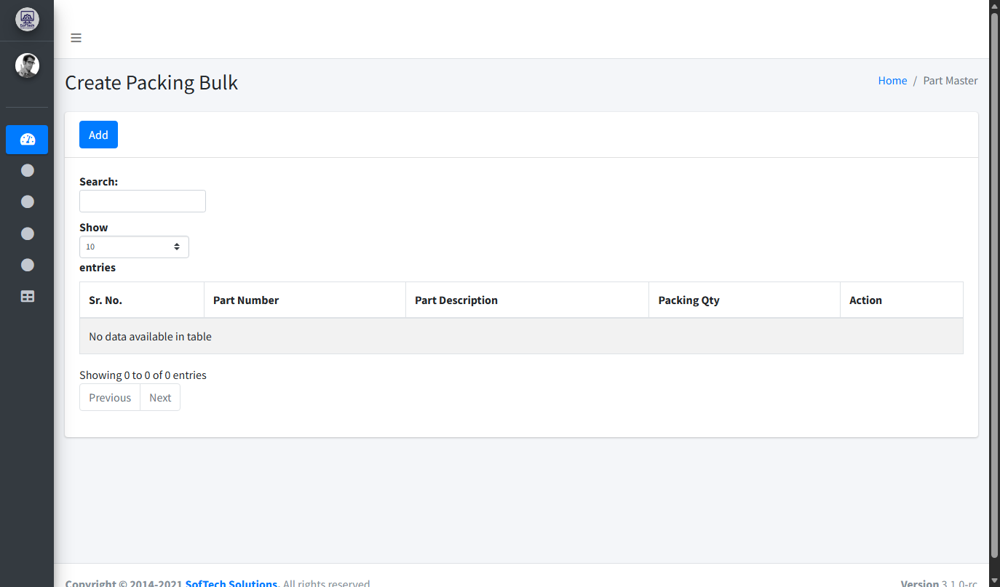 SofTech
Create Packing Bulk
Home / Part Master
Add
Search:
Show
10
entries
Sr. No. Part Number Part Description Packing Qty Action
No data available in table
Showing 0 to 0 of 0 entries
Previous Next
Copyright © 2014-2021 SofTech Solutions. All rights reserved
Version 3.1.0-rc